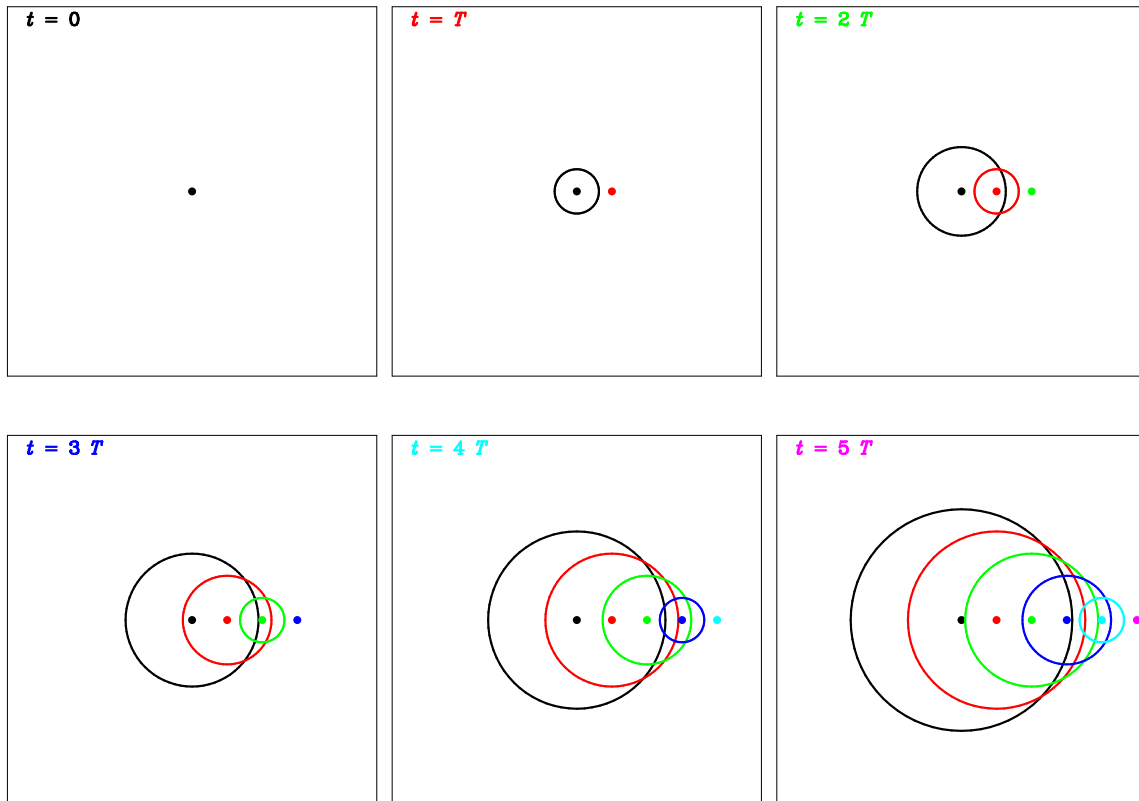 t = 0
t = T
t = 2 T
t = 3 T
t = 4 T
t = 5 T